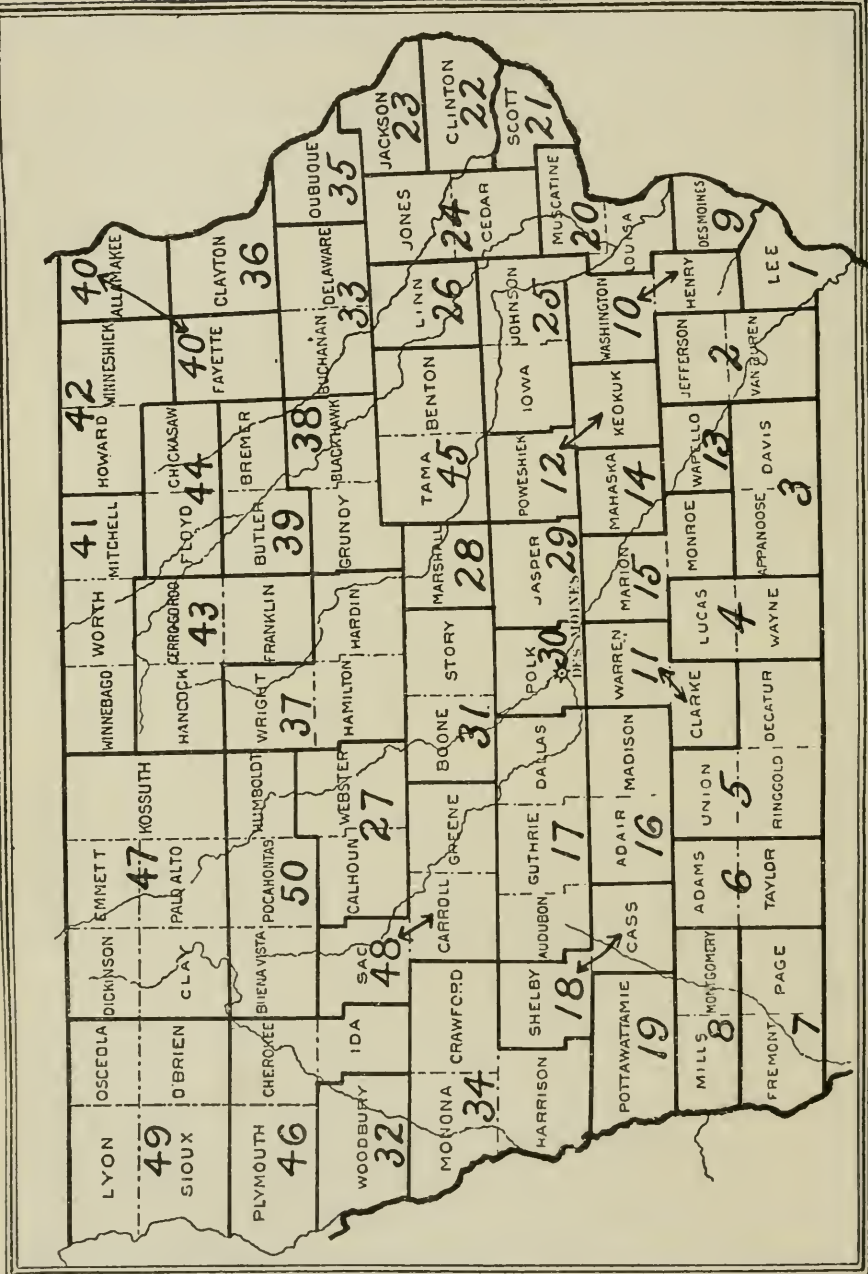 LYON
OSCEOLA
DICKINSON
EMMETT
47
KOSSUTH
WINNEBAGO
WORTH
41
MITCHELL
HOWARD
42
WINNESHIEK
40
ALLAMAKEE
49
SIOUX
O'BRIEN
CLAY
PALO ALTO
HANCOCK
CERRO GORDO
43
FLOYD
44
CHICKASAW
40
FAYETTE
CLAYTON
36
PLYMOUTH
46
CHEROKEE
BUENA VISTA
POCAHONTAS
50
HUMBOLDT
WRIGHT
37
FRANKLIN
BUTLER
39
BREMER
38
BLACKHAWK
BUCHANAN
DELAWARE
33
DUBUQUE
35
WOODBURY
32
IDA
SAC
48
CALHOUN
27
WEBSTER
HAMILTON
HARDIN
GRUNDY
TAMA
45
BENTON
LINN
26
JONES
24
CEDAR
JACKSON
23
CLINTON
22
MONONA
34
CRAWFORD
CARROLL
GREENE
BOONE
31
STORY
MARSHALL
28
HARRISON
SHELBY
18
AUDUBON
GUTHRIE
17
DALLAS
POLK
30
DES MOINES
JASPER
29
POWESHIEK
12
IOWA
JOHNSON
25
MUSCATINE
20
SCOTT
21
POTTAWATTAMIE
19
CASS
ADAIR
16
MADISON
WARREN
11
MARION
15
MAHASKA
14
KEOKUK
WASHINGTON
10
LOUISA
MILLS
8
MONTGOMERY
ADAMS
6
UNION
5
CLARKE
LUCAS
4
MONROE
WAPELLO
13
JEFFERSON
2
HENRY
DESMOINES
9
FREMONT
7
PAGE
TAYLOR
RINGGOLD
DECATUR
WAYNE
APPANOOSE
3
DAVIS
VAN BUREN
LEE
1